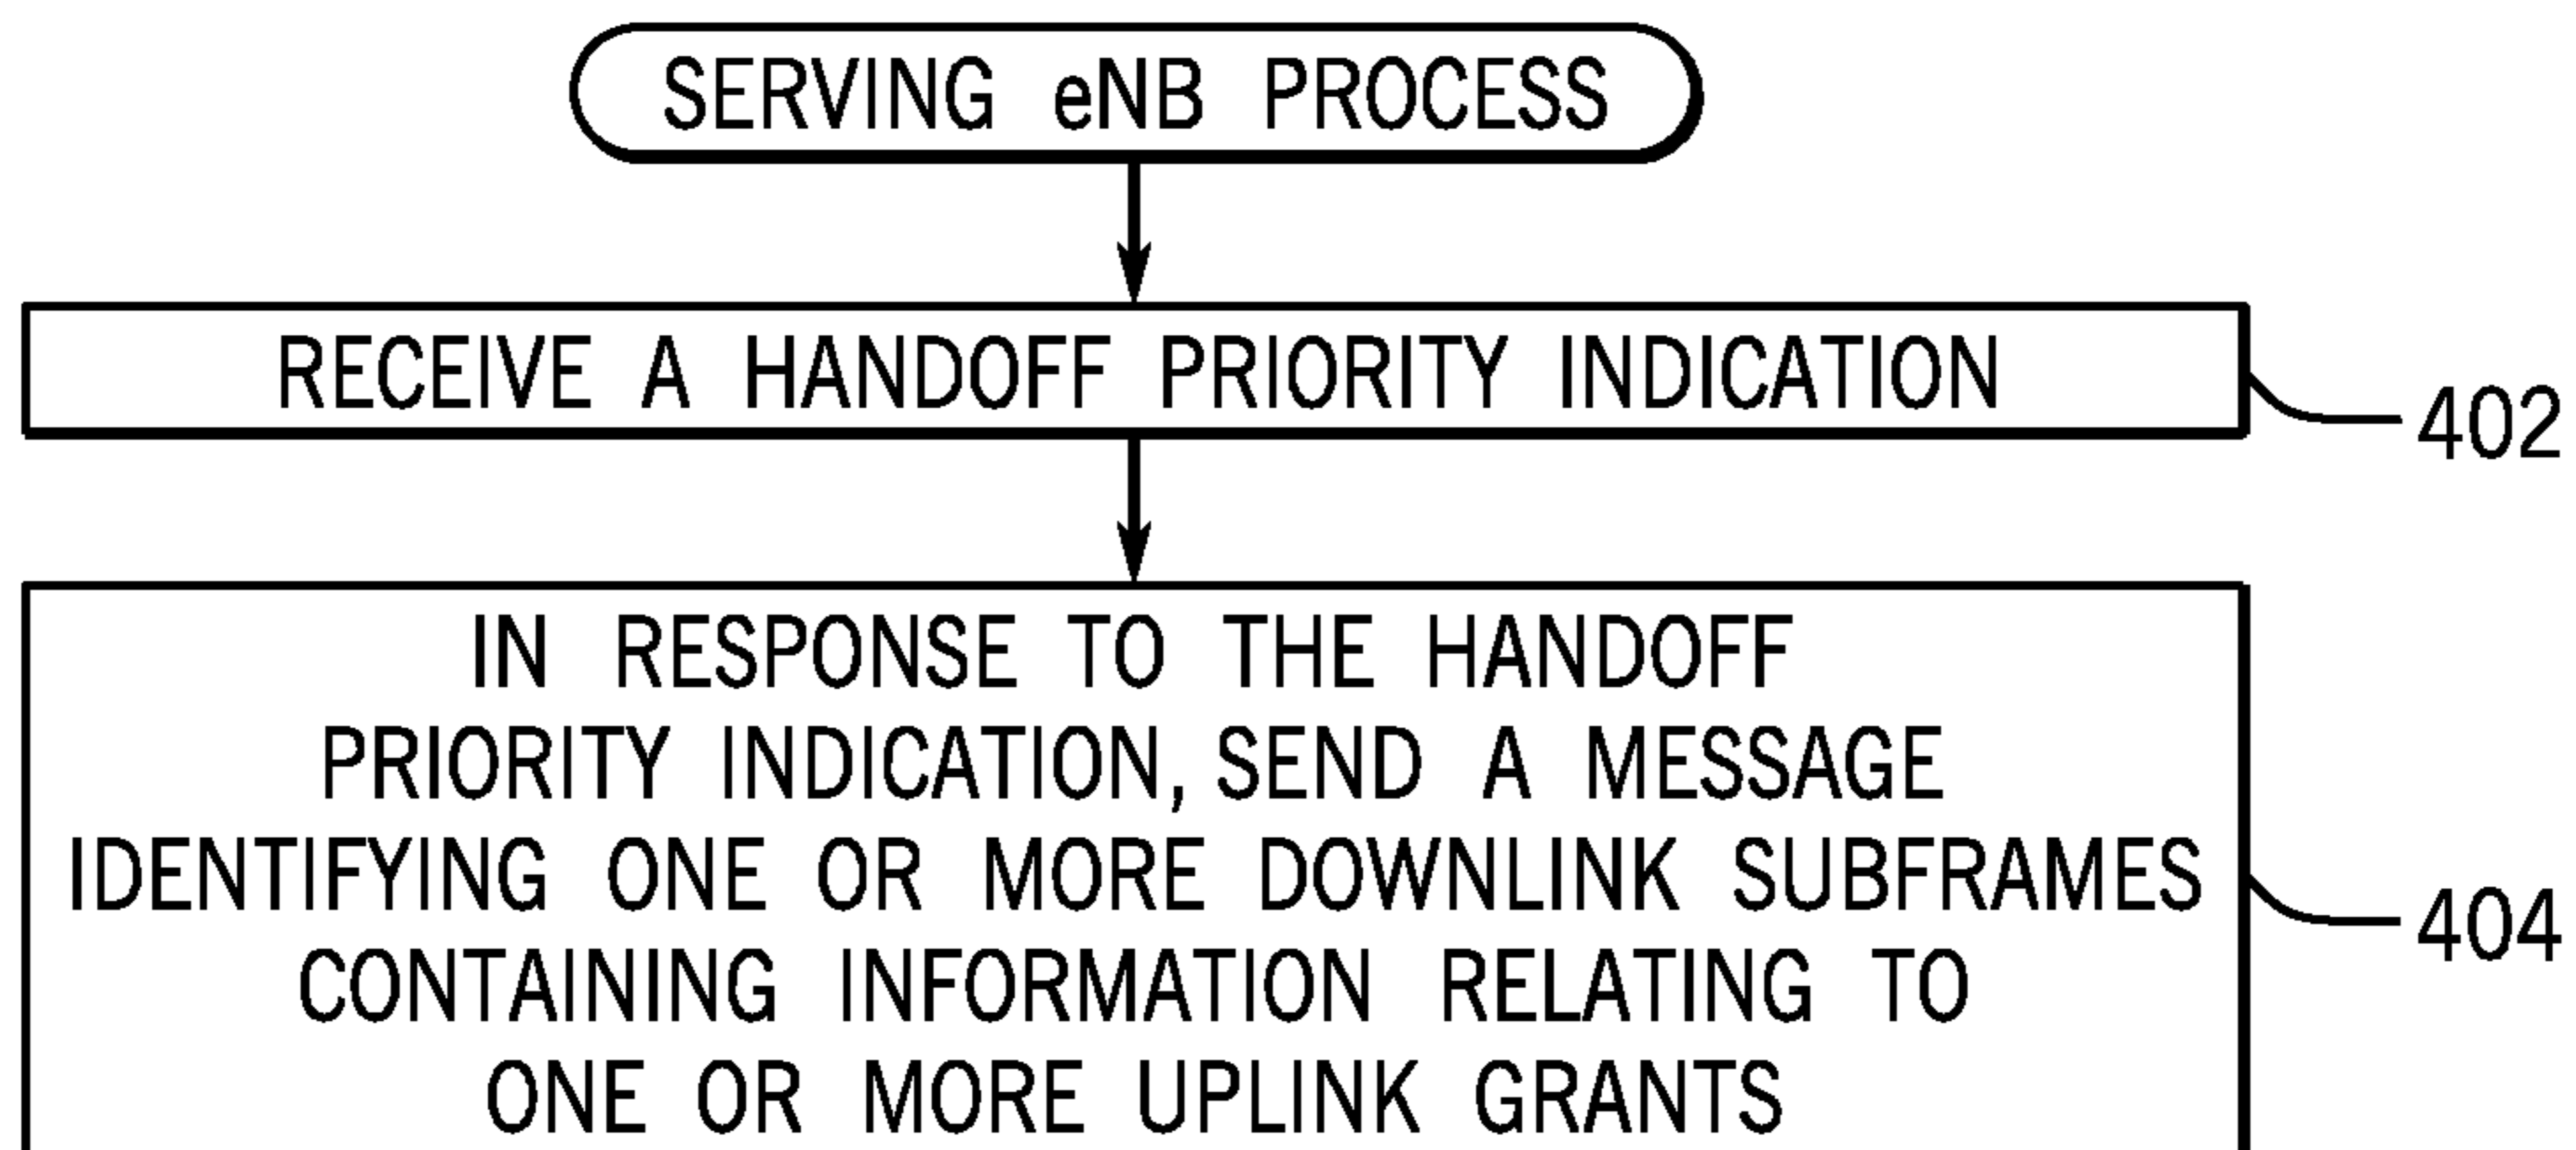 SERVING eNB PROCESS
RECEIVE A HANDOFF PRIORITY INDICATION
402
IN RESPONSE TO THE HANDOFF
PRIORITY INDICATION, SEND A MESSAGE
IDENTIFYING ONE OR MORE DOWNLINK SUBFRAMES
CONTAINING INFORMATION RELATING TO
ONE OR MORE UPLINK GRANTS
404